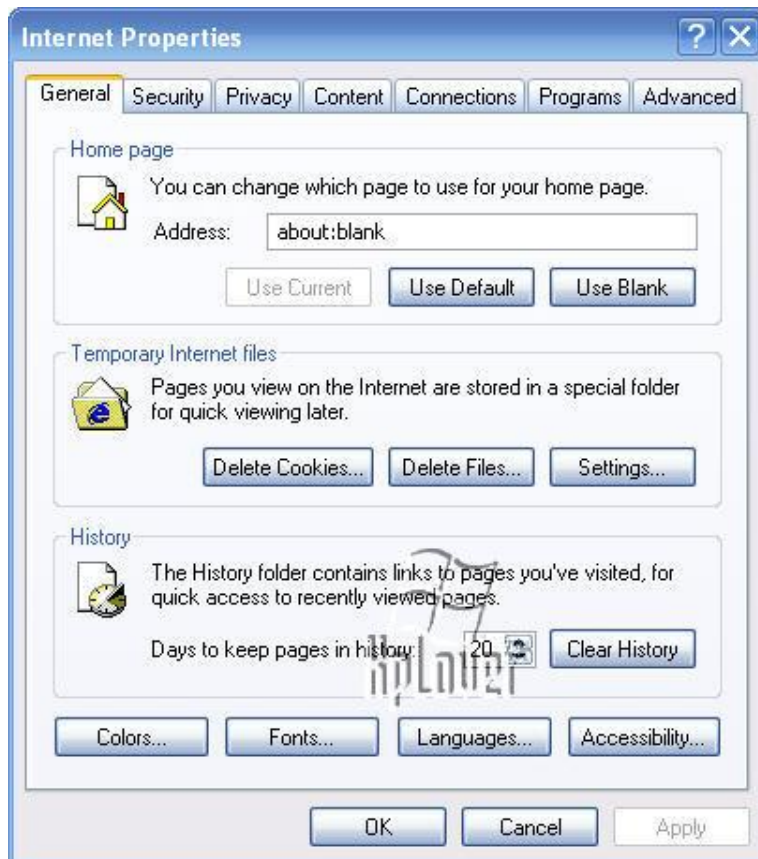 Internet Properties
General Security Privacy Content Connections Programs Advanced
Home page
You can change which page to use for your home page.
Address: about:blank
Use Current Use Default Use Blank
Temporary Internet files
Pages you view on the Internet are stored in a special folder
for quick viewing later.
Delete Cookies... Delete Files... Settings...
History
The History folder contains links to pages you've visited, for
quick access to recently viewed pages.
Days to keep pages in history: 20 Clear History
Colors... Fonts... Languages... Accessibility...
OK Cancel Apply